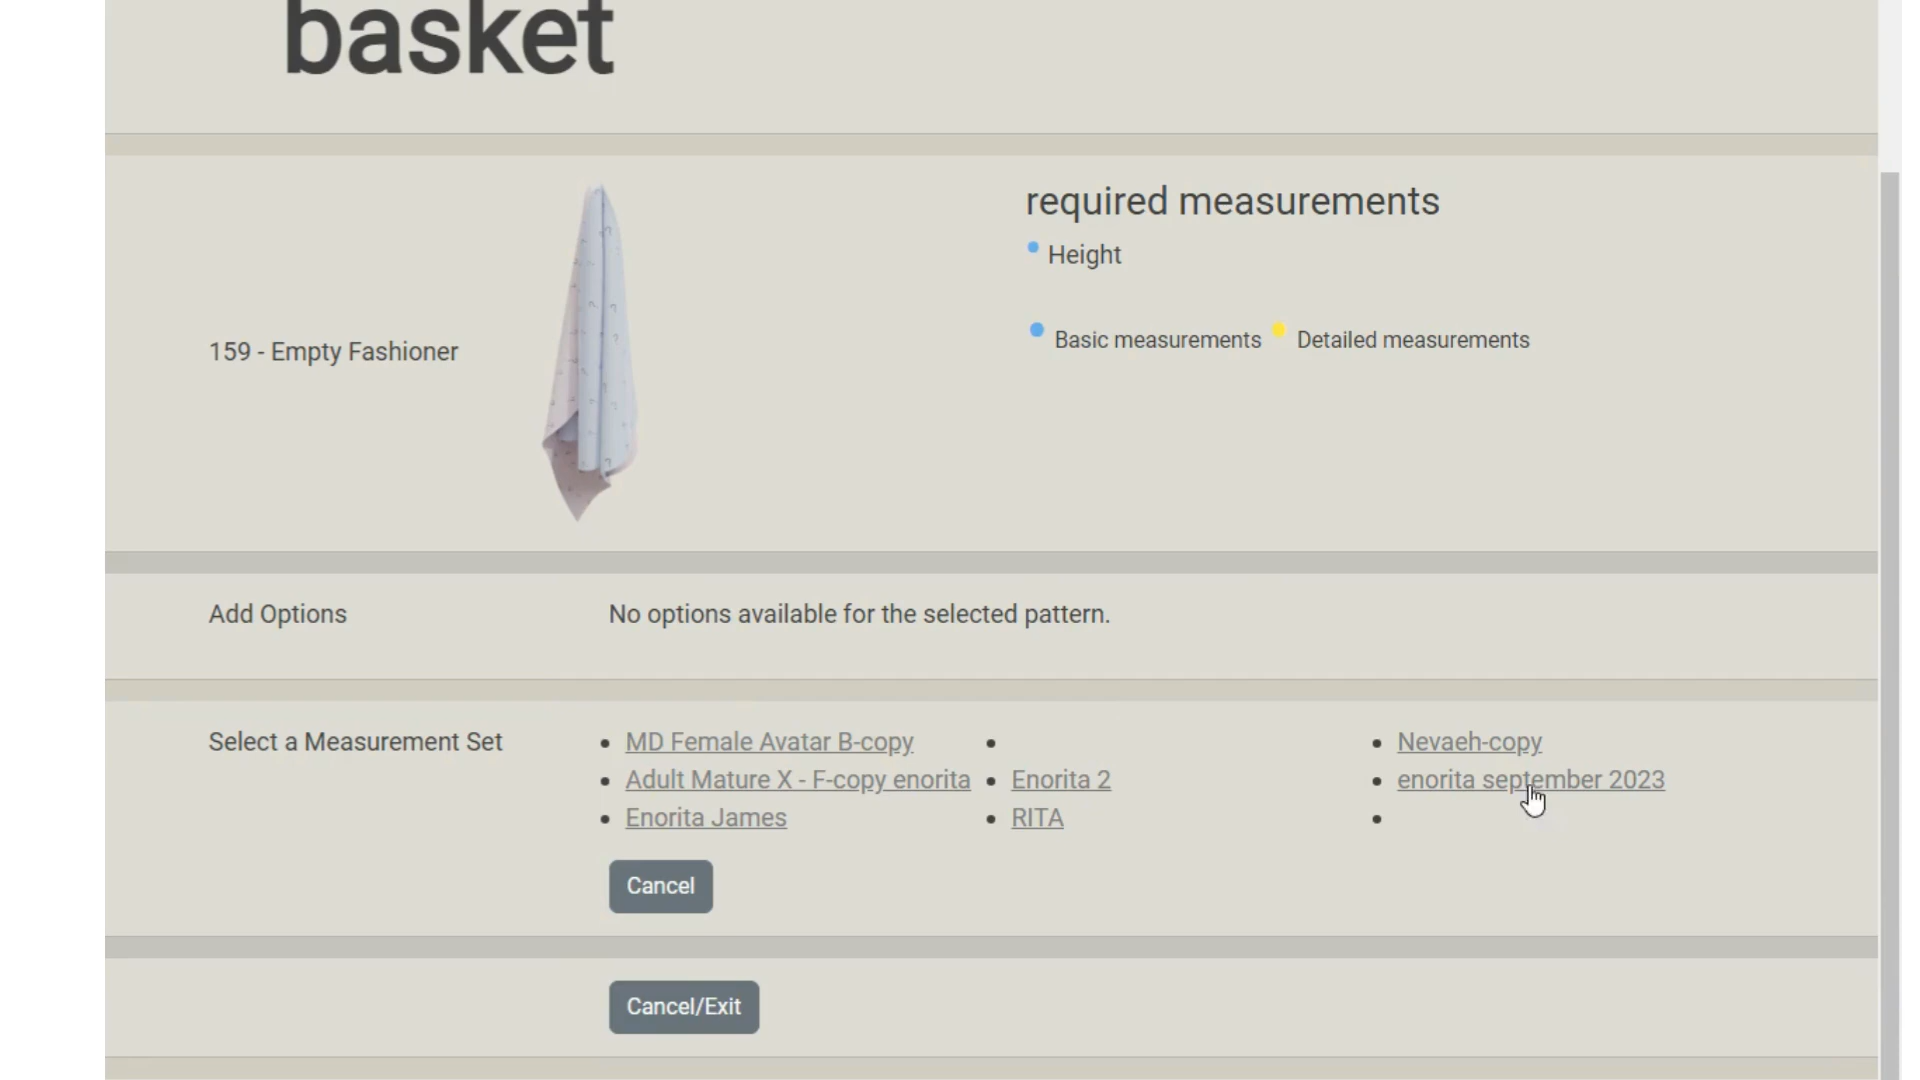 basket
required measurements
Height
159 - Empty Fashioner
Basic measurements Detailed measurements
Add Options
No options available for the selected pattern.
Select a Measurement Set
MD Female Avatar B-copy
Nevaeh-copy
Adult Mature X - F-copy enorita
Enorita 2
enorita september 2023
Enorita James
RITA
Cancel
Cancel/Exit